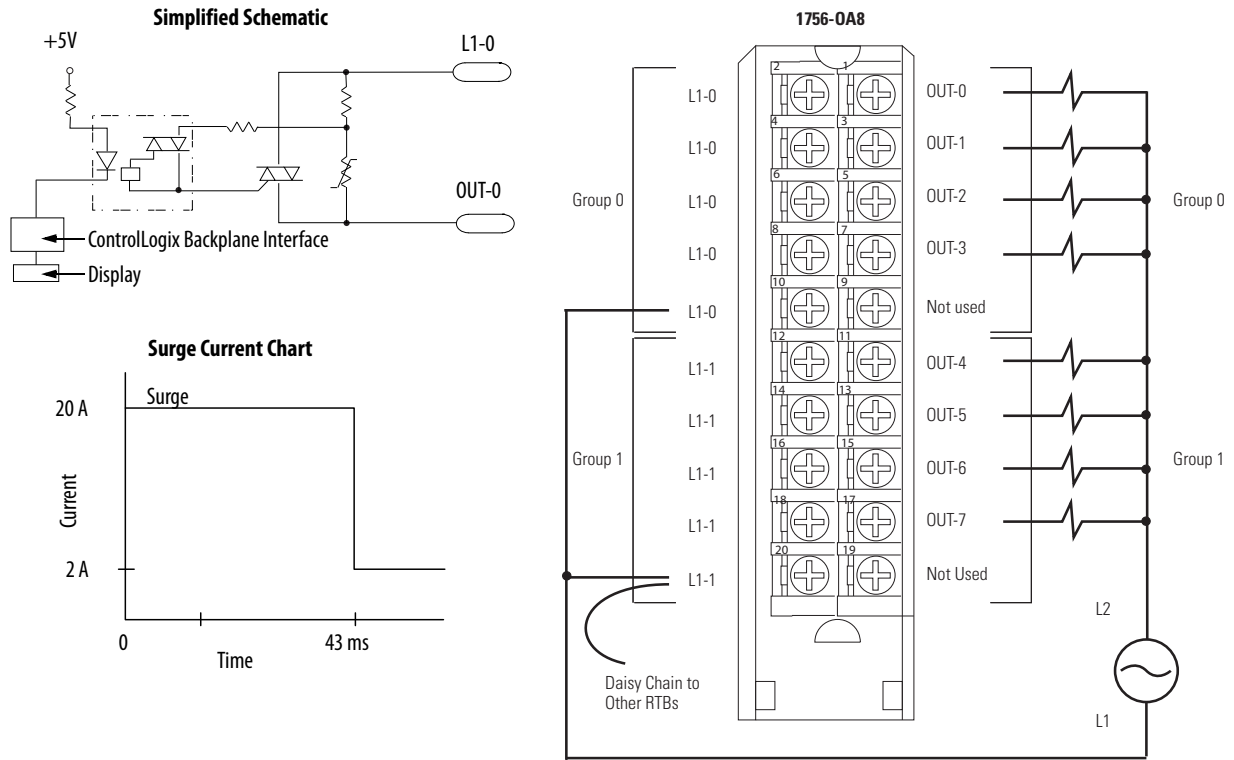 Simplified Schematic
+5V
L1-0
OUT-0
ControlLogix Backplane Interface
Display
Surge Current Chart
20 A
Surge
Current
2 A
0
43 ms
Time
1756-OA8
2 1
L1-0 OUT-0
4 3
L1-0 OUT-1
6 5
Group 0 L1-0 OUT-2 Group 0
8 7
L1-0 OUT-3
10 9
L1-0 Not used
12 11
L1-1 OUT-4
14 13
L1-1 OUT-5
16 15
Group 1 L1-1 OUT-6 Group 1
18 17
L1-1 OUT-7
20 19
L1-1 Not Used
L2
Daisy Chain to
Other RTBs
L1